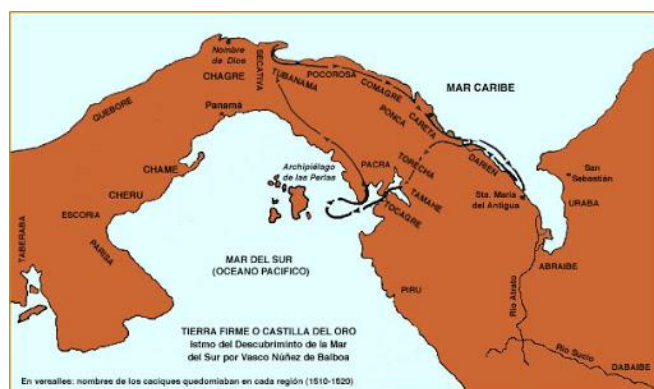 Nombre
de Dios
CHAGRE
SECATIVA
TUBANAMA
POCOROSA
COMAGRE
MAR CARIBE
QUEBORE
Panamá
PONCA
CARETA
CHAME
Archipiélago
de las Perlas
PACRA
TORECHA
DARIEN
San
Sebastián
CHERU
TAMAHE
Sta. María
del Antigua
URABA
ESCORIA
TOCAGRE
TABERABA
PARISA
MAR DEL SUR
(OCEANO PACIFICO)
ABRAIBE
PIRU
Rio Atrato
TIERRA FIRME O CASTILLA DEL ORO
Istmo del Descubriminto de la Mar
del Sur por Vasco Núñez de Balboa
Rio Sucio
DABAIBE
En versalles: nombres de los caciques quedomiaban en cada región (1510-1520)